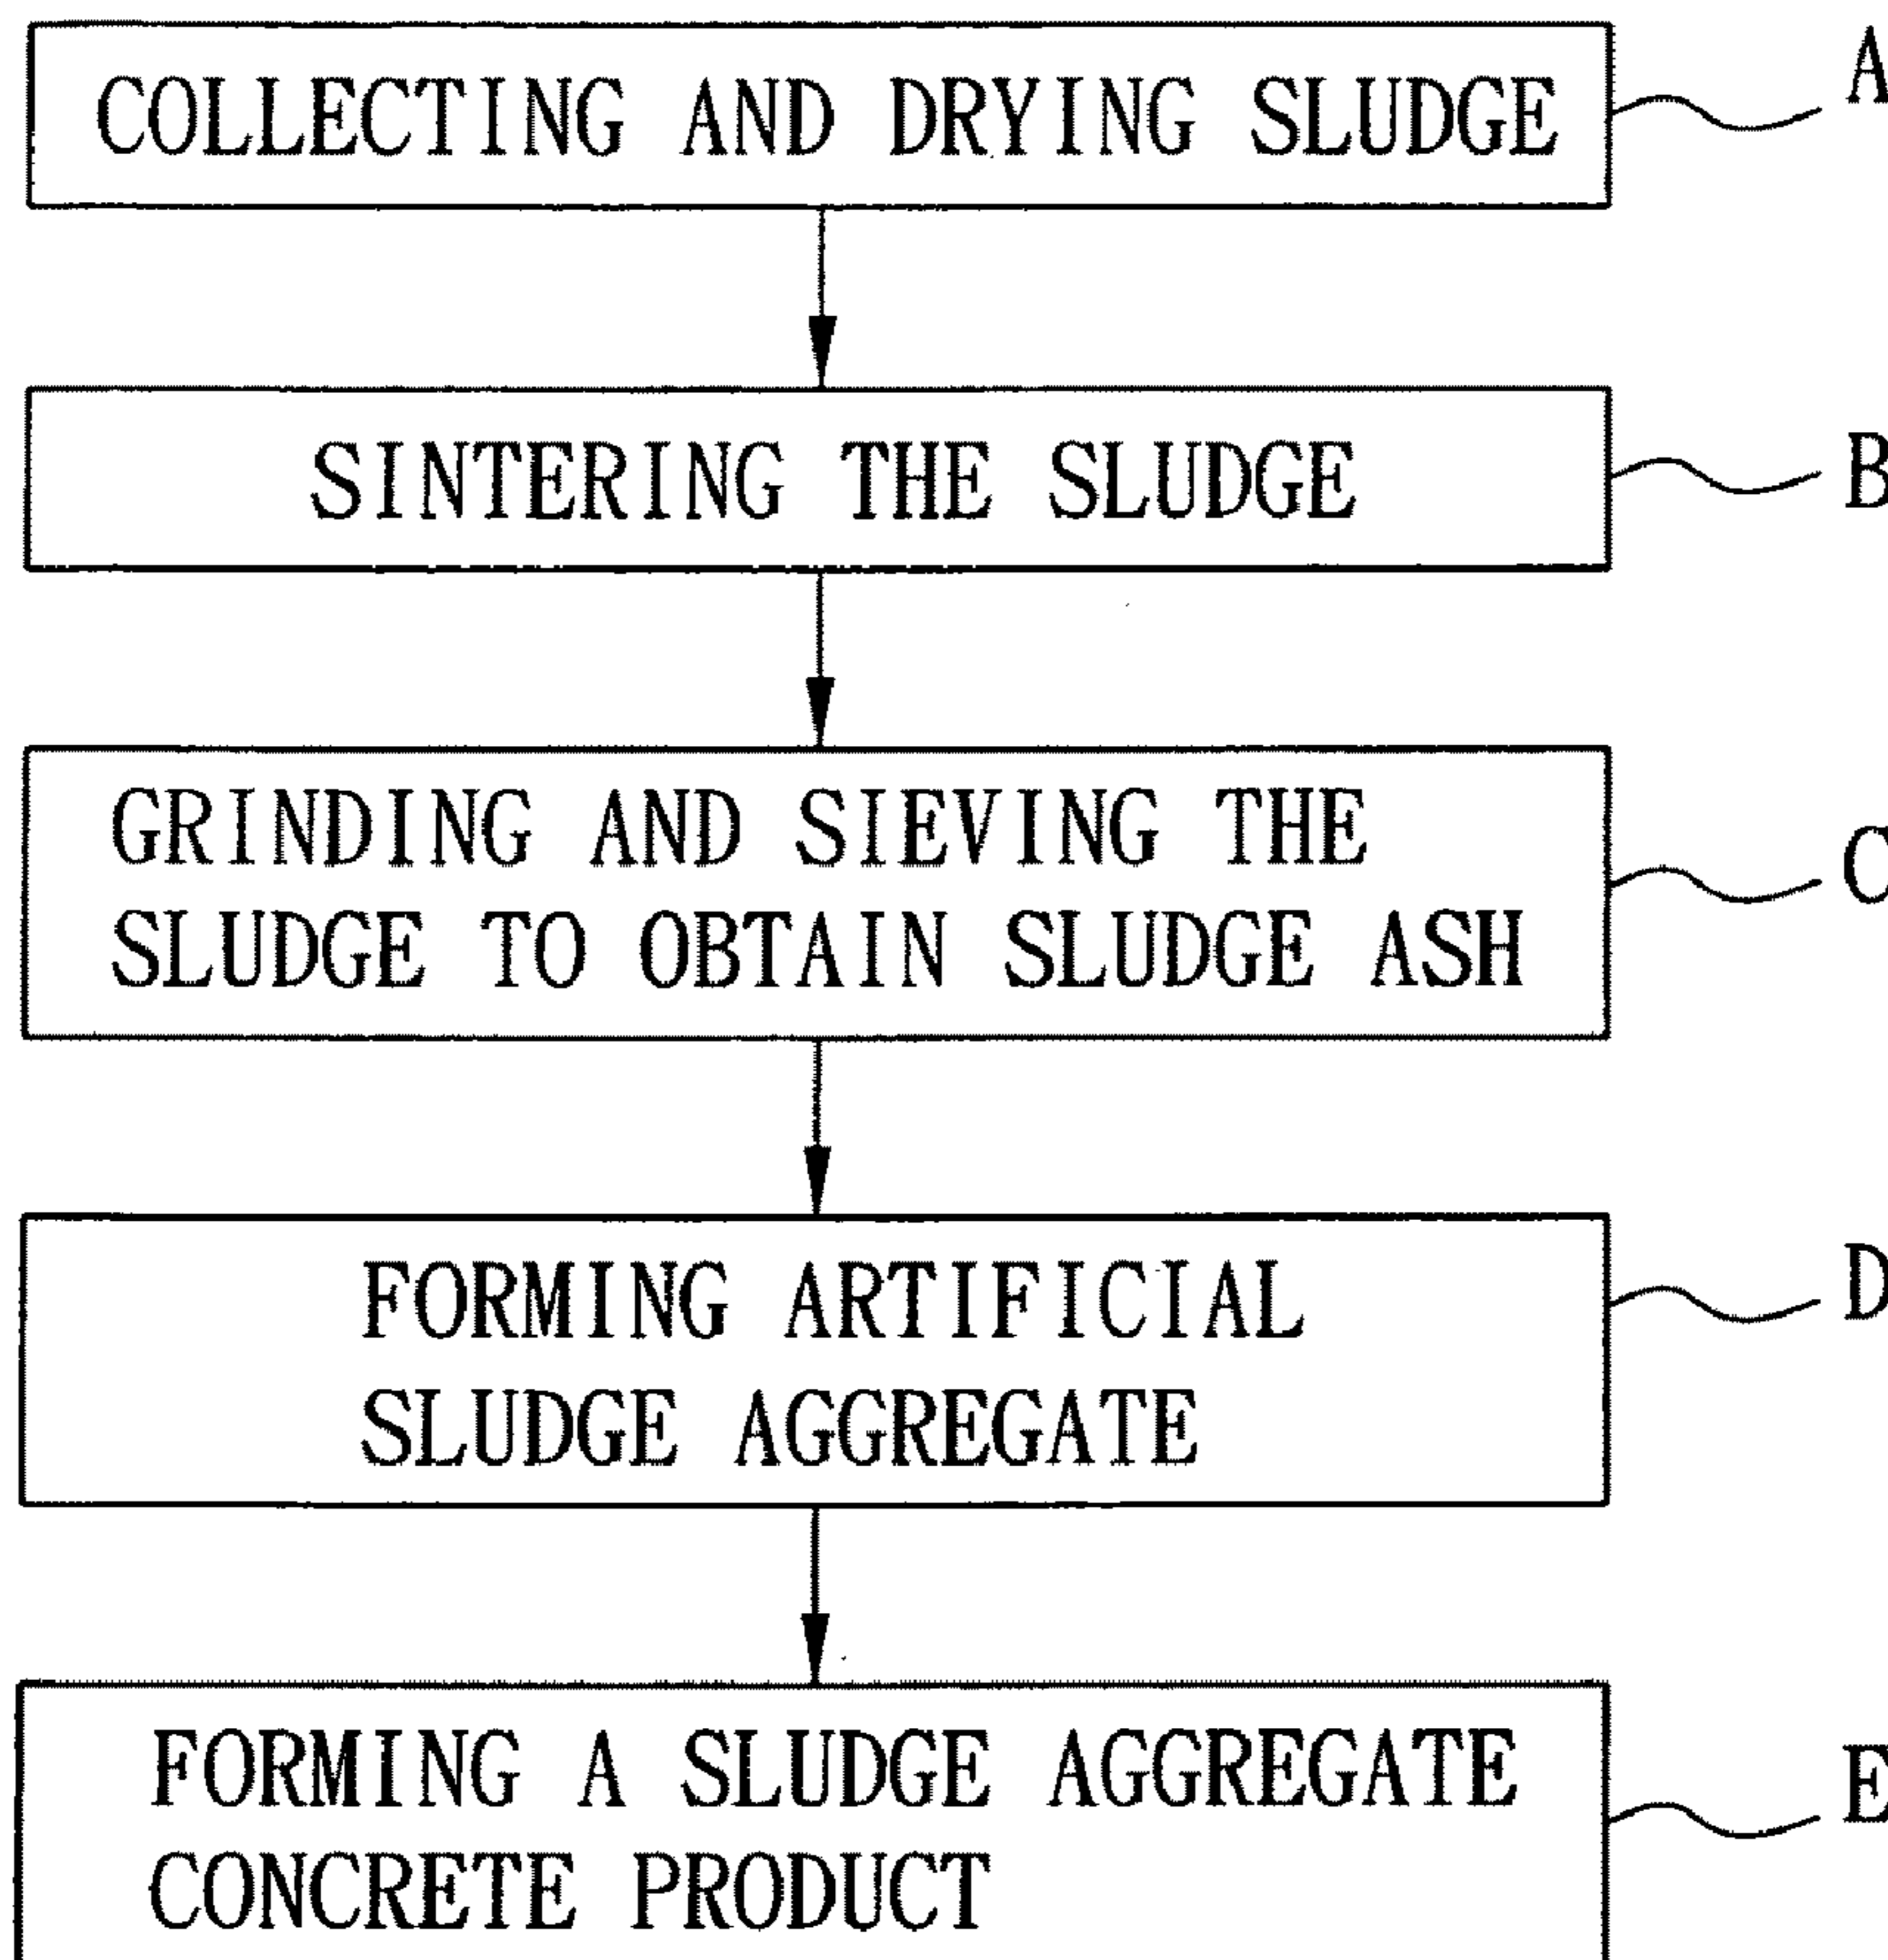 COLLECTING AND DRYING SLUDGE
A
SINTERING THE SLUDGE
B
GRINDING AND SIEVING THE
SLUDGE TO OBTAIN SLUDGE ASH
C
FORMING ARTIFICIAL
SLUDGE AGGREGATE
D
FORMING A SLUDGE AGGREGATE
CONCRETE PRODUCT
E